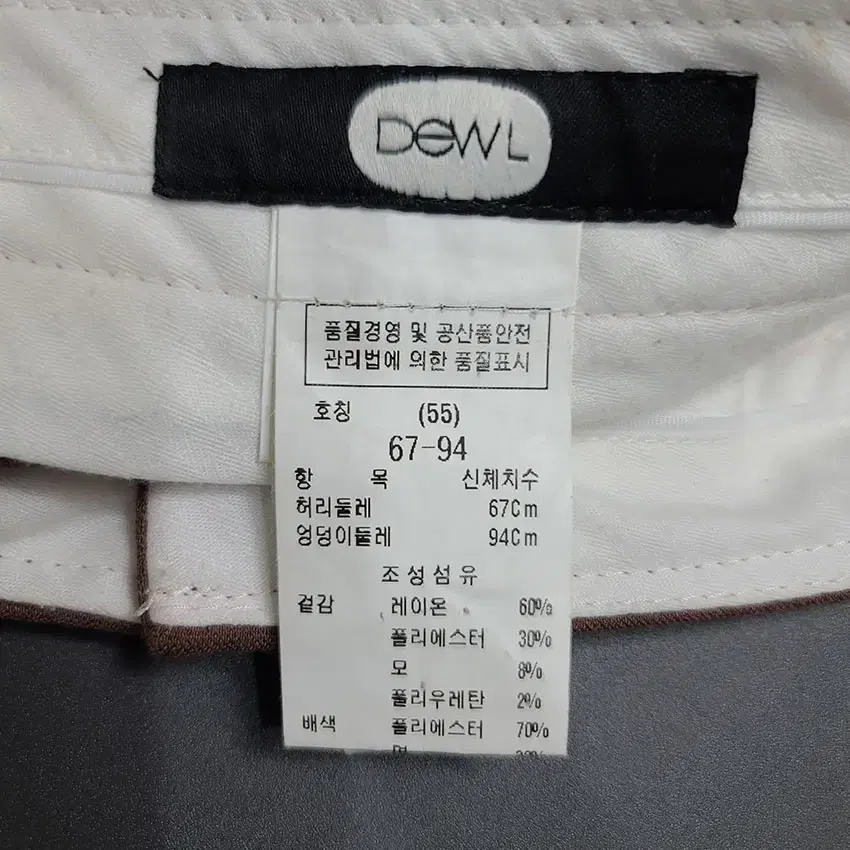 DeWL
품질경영 및 공산품안전
관리법에 의한 품질표시
호칭 (55)
67-94
항 목 신체치수
허리둘레 67Cm
엉덩이둘레 94Cm
조성섬유
겉감 레이온 60%
폴리에스터 30%
모 8%
폴리우레탄 2%
배색 폴리에스터 70%